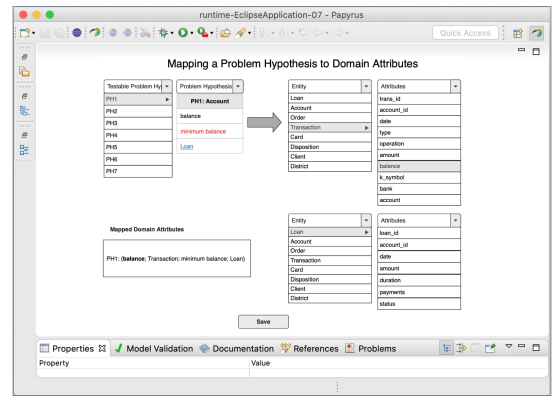 runtime-EclipseApplication-07 - Papyrus
Quick Access
Mapping a Problem Hypothesis to Domain Attributes
Testable Problem Hy
PH1
PH2
PH3
PH4
PH5
PH6
PH7
Problem Hypothesis
PH1: Account
balance
minimum balance
Loan
Entity
Loan
Account
Order
Transaction
Card
Disposition
Client
District
Attributes
trans_id
account_id
date
type
operation
amount
balance
k_symbol
bank
account
Mapped Domain Attributes
PH1: (balance; Transaction; minimum balance; Loan)
Entity
Loan
Account
Order
Transaction
Card
Disposition
Client
District
Attributes
loan_id
account_id
date
amount
duration
payments
status
Save
Properties
Model Validation
Documentation
References
Problems
Property
Value